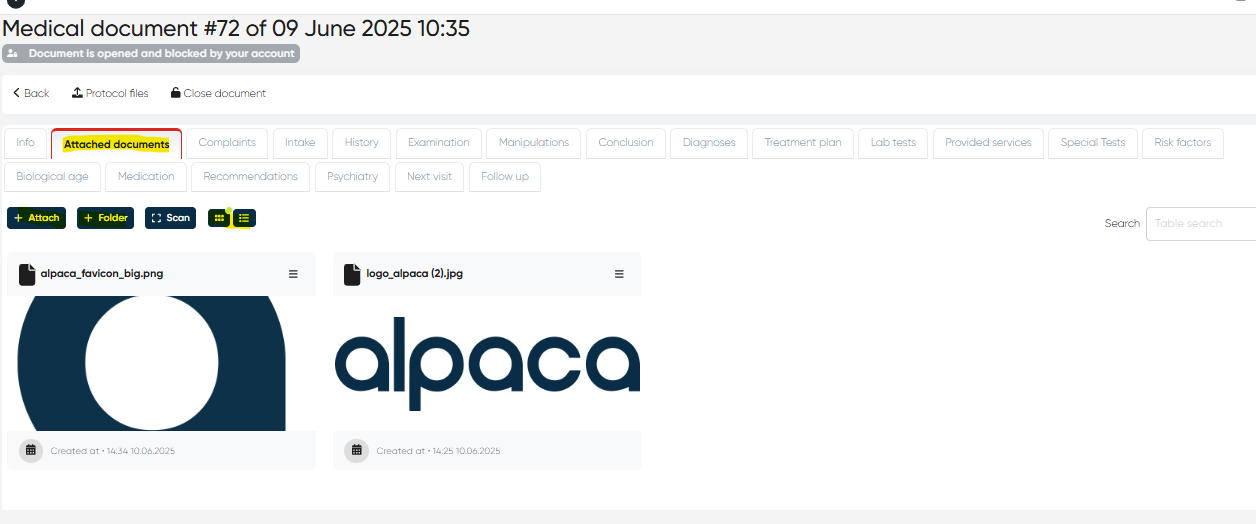 Medical document #72 of 09 June 2025 10:35
Document is opened and blocked by your account
Back Protocol files Close document
Info Attached documents Complaints Intake History Examination Manipulations Conclusion Diagnoses Treatment plan Lab tests Provided services Special Tests Risk factors
Biological age Medication Recommendations Psychiatry Next visit Follow up
+ Attach + Folder Scan
Search Table search
alpaca_favicon_big.png logo_alpaca (2).jpg
alpaca
Created at • 14:34 10.06.2025 Created at • 14:25 10.06.2025